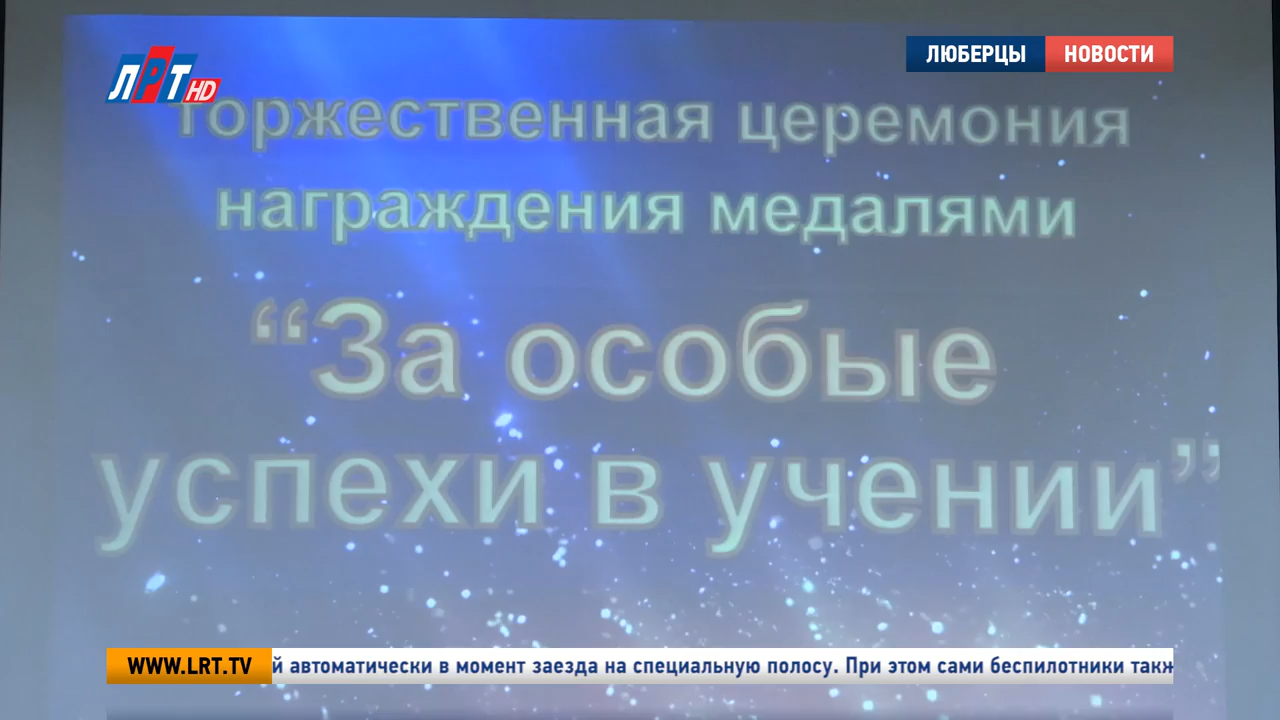 ЛРТ HD
ЛЮБЕРЦЫ НОВОСТИ
торжественная церемония
награждения медалями
“За особые
успехи в учении”
WWW.LRT.TV й автоматически в момент заезда на специальную полосу. При этом сами беспилотники такж